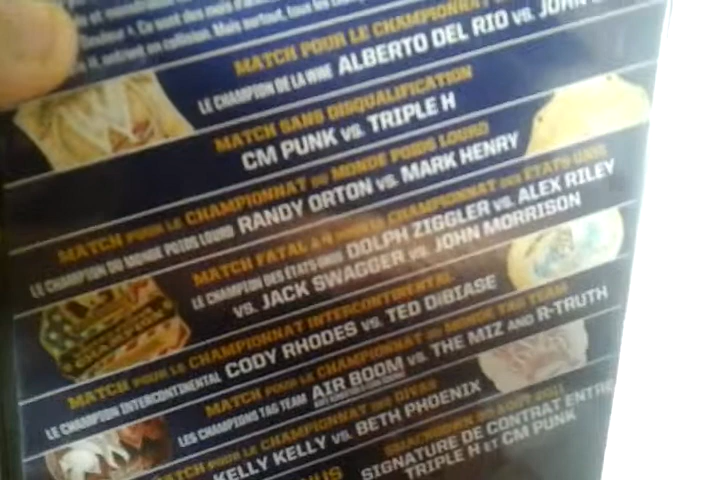 MATCH POUR LE CHAMPIONNAT
LE CHAMPION DE LA WWE ALBERTO DEL RIO VS. JOHN
MATCH SANS DISQUALIFICATION
CM PUNK VS. TRIPLE H
MATCH POUR LE CHAMPIONNAT DU MONDE POIDS LOURD
LE CHAMPION DU MONDE POIDS LOURD RANDY ORTON VS. MARK HENRY
MATCH FATAL À 4 CHAMPIONNAT DES ÉTATS-UNIS
LE CHAMPION DES ÉTATS-UNIS DOLPH ZIGGLER VS. ALEX RILEY
VS. JACK SWAGGER VS. JOHN MORRISON
MATCH POUR LE CHAMPIONNAT INTERCONTINENTAL
LE CHAMPION INTERCONTINENTAL CODY RHODES VS. TED DiBIASE
MATCH POUR LE CHAMPIONNAT DU MONDE TAG TEAM
LES CHAMPIONS TAG TEAM AIR BOOM VS. THE MIZ AND R-TRUTH
MATCH POUR LE CHAMPIONNAT DES DIVAS
KELLY KELLY VS. BETH PHOENIX
SIGNATURE DE CONTRAT ENTRE
TRIPLE H ET CM PUNK